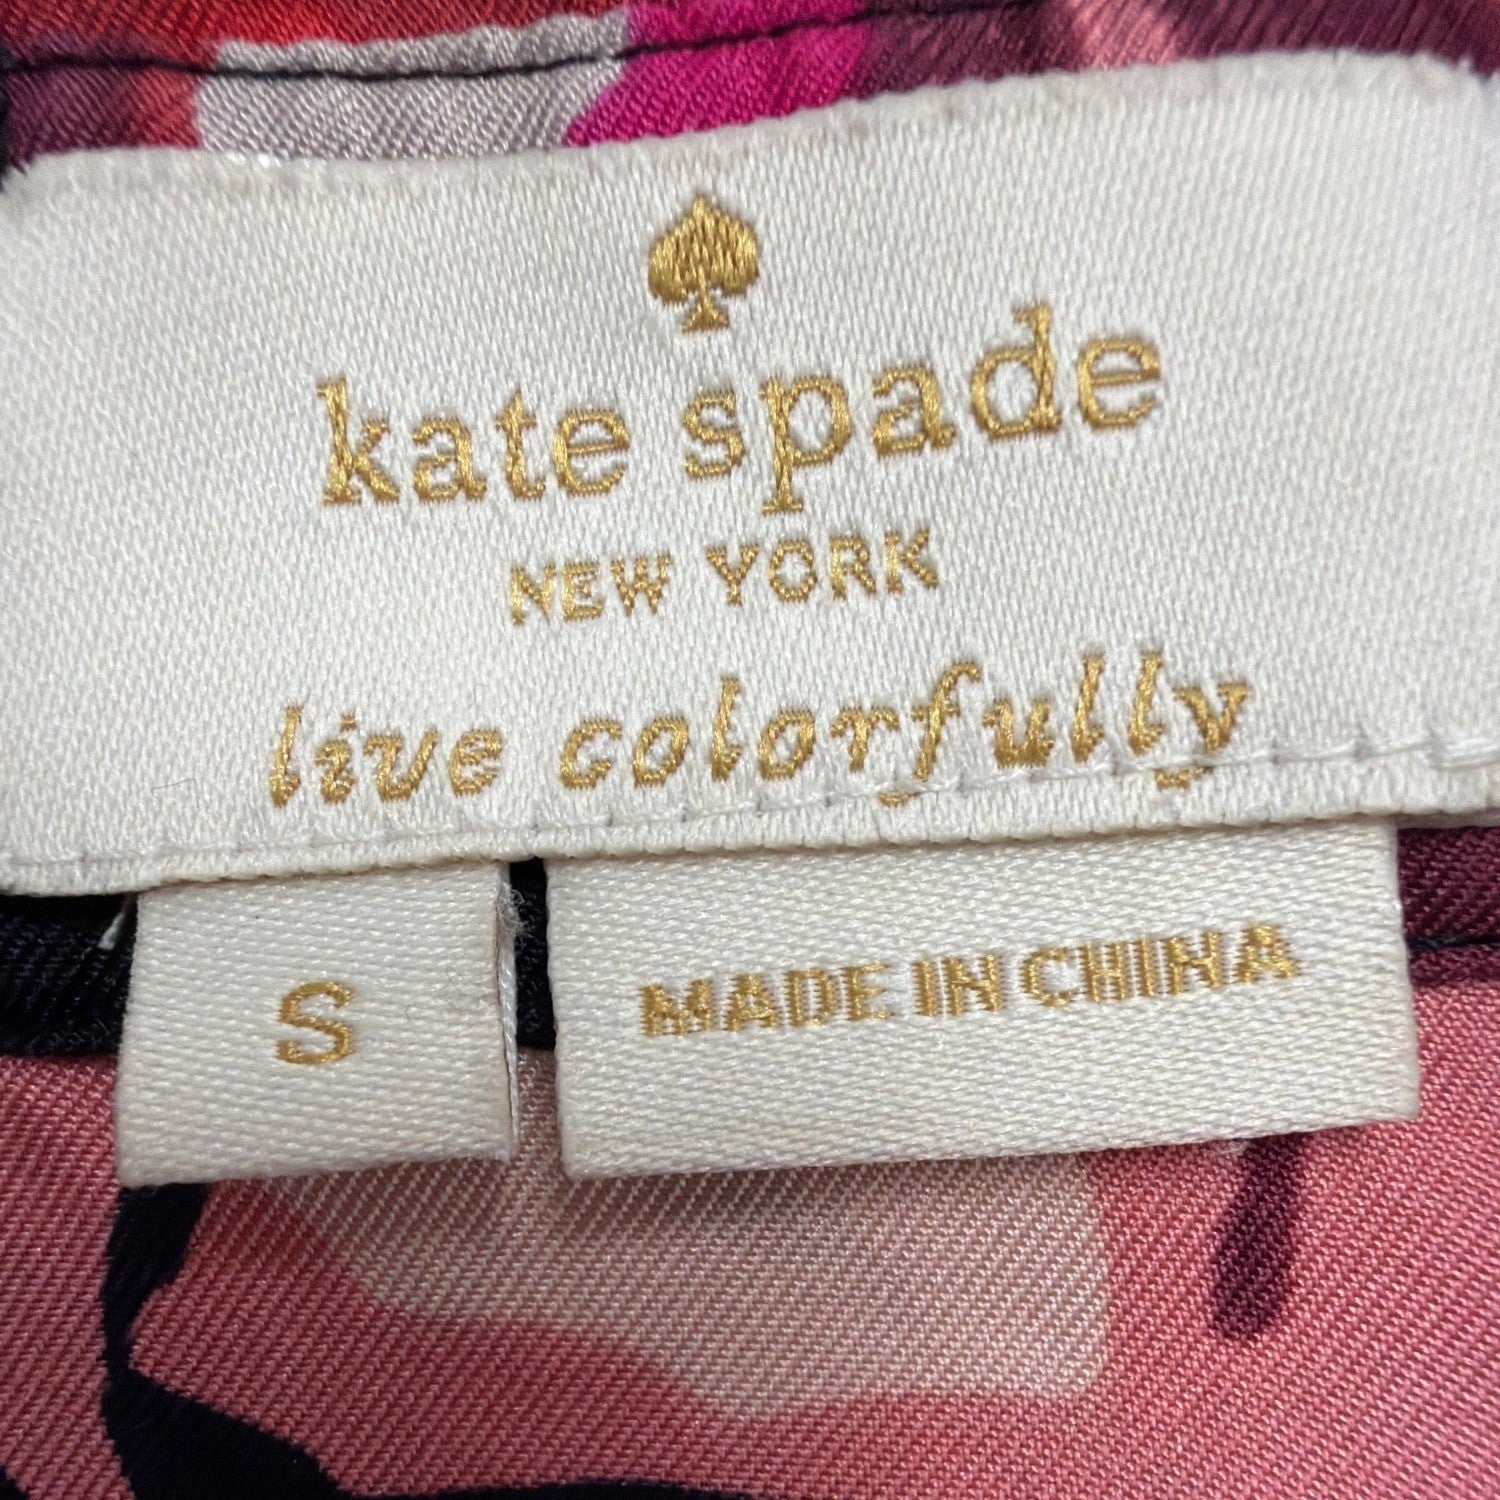 kate spade
NEW YORK
live colorfully
S
MADE IN CHINA